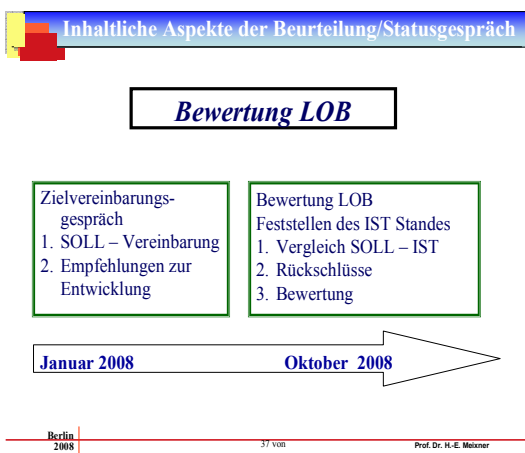 Inhaltliche Aspekte der Beurteilung/Statusgespräch
Bewertung LOB
Zielvereinbarungs-
gespräch
1. SOLL – Vereinbarung
2. Empfehlungen zur
Entwicklung
Bewertung LOB
Feststellen des IST Standes
1. Vergleich SOLL – IST
2. Rückschlüsse
3. Bewertung
Januar 2008 Oktober 2008
Berlin
2008
37 von
Prof. Dr. H.-E. Meixner